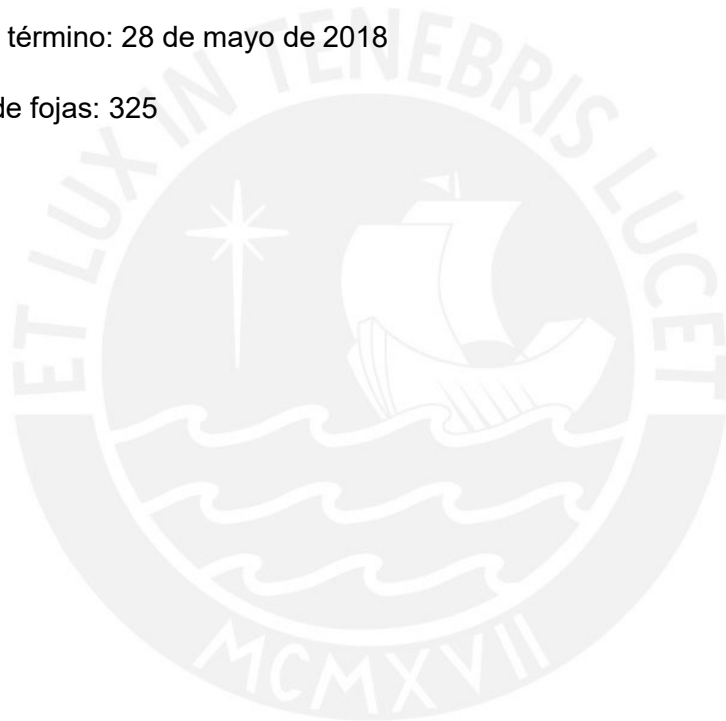 término: 28 de mayo de 2018
de fojas: 325
ET LUX IN TENEBRIS LUCET
MCMXVII